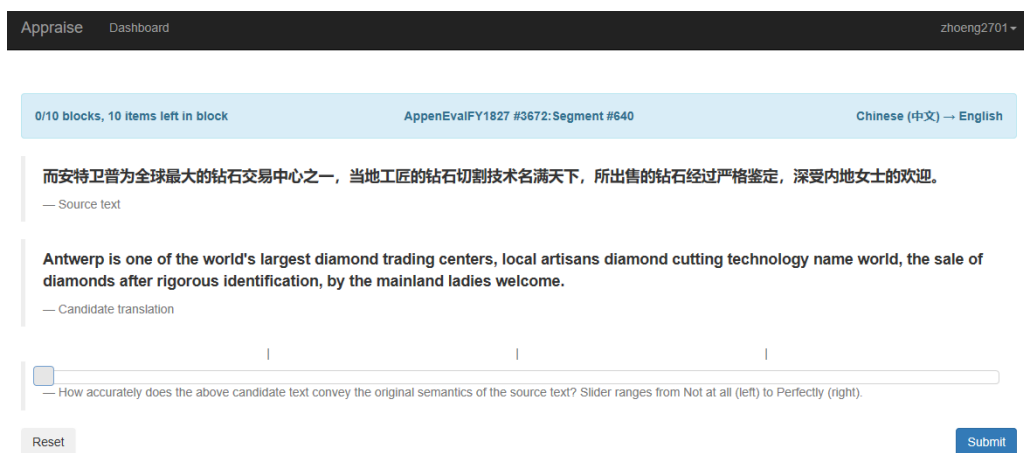 Appraise Dashboard zhoeng2701
0/10 blocks, 10 items left in block AppenEvalFY1827 #3672:Segment #640 Chinese (中文) → English
而安特卫普为全球最大的钻石交易中心之一，当地工匠的钻石切割技术名满天下，所出售的钻石经过严格鉴定，深受内地女士的欢迎。
— Source text
Antwerp is one of the world's largest diamond trading centers, local artisans diamond cutting technology name world, the sale of
diamonds after rigorous identification, by the mainland ladies welcome.
— Candidate translation
— How accurately does the above candidate text convey the original semantics of the source text? Slider ranges from Not at all (left) to Perfectly (right).
Reset Submit